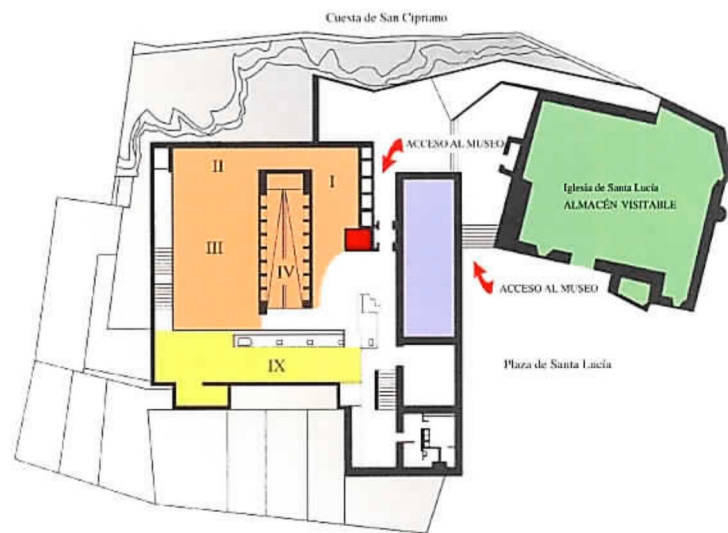 Cuesta de San Cipriano
ACCESO AL MUSEO
II
I
Iglesia de Santa Lucía
ALMACÉN VISITABLE
III
IV
ACCESO AL MUSEO
IX
Plaza de Santa Lucía